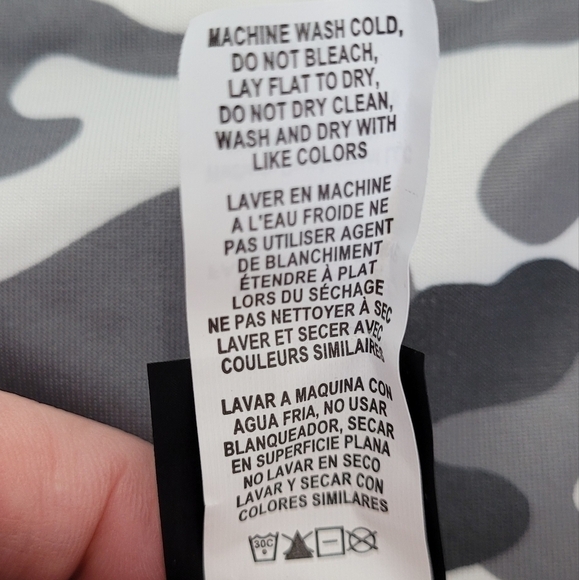 MACHINE WASH COLD,
DO NOT BLEACH,
LAY FLAT TO DRY,
DO NOT DRY CLEAN,
WASH AND DRY WITH
LIKE COLORS
LAVER EN MACHINE
A L'EAU FROIDE NE
PAS UTILISER AGENT
DE BLANCHIMENT
ÉTENDRE À PLAT
LORS DU SÉCHAGE
NE PAS NETTOYER À SEC
LAVER ET SECER AVEC
COULEURS SIMILAIRES
LAVAR A MAQUINA CON
AGUA FRIA, NO USAR
BLANQUEADOR, SECAR
EN SUPERFICIE PLANA
NO LAVAR EN SECO
LAVAR Y SECAR CON
COLORES SIMILARES
30C